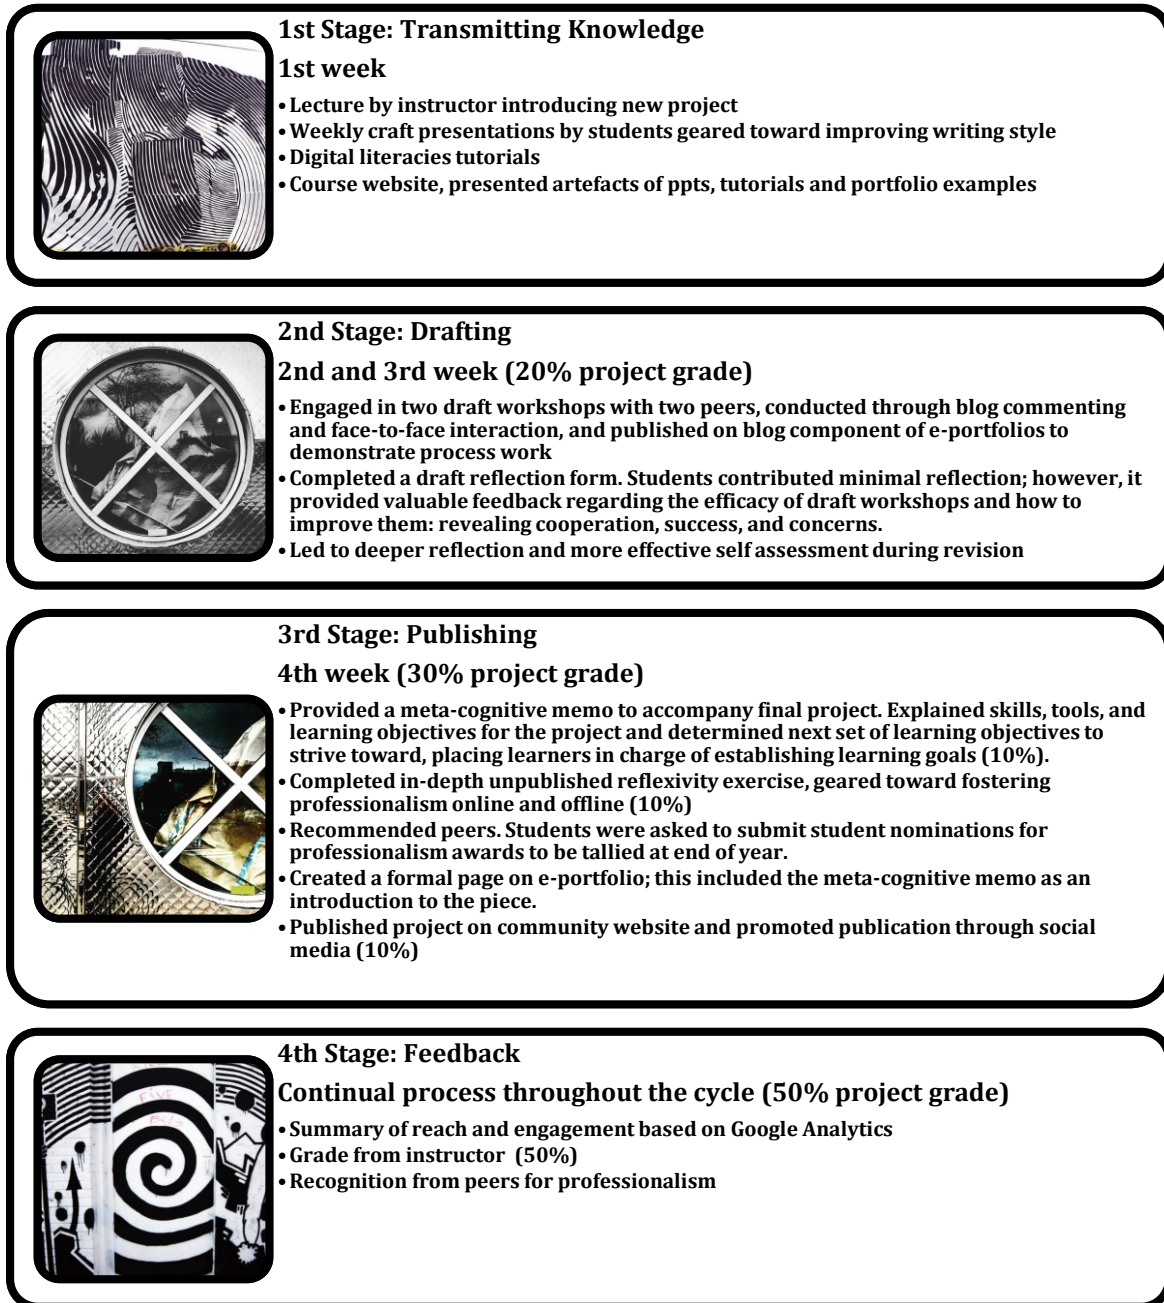 1st Stage: Transmitting Knowledge
1st week
•Lecture by instructor introducing new project
•Weekly craft presentations by students geared toward improving writing style
•Digital literacies tutorials
•Course website, presented artefacts of ppts, tutorials and portfolio examples
2nd Stage: Drafting
2nd and 3rd week (20% project grade)
•Engaged in two draft workshops with two peers, conducted through blog commenting
and face-to-face interaction, and published on blog component of e-portfolios to
demonstrate process work
•Completed a draft reflection form. Students contributed minimal reflection; however, it
provided valuable feedback regarding the efficacy of draft workshops and how to
improve them: revealing cooperation, success, and concerns.
•Led to deeper reflection and more effective self assessment during revision
3rd Stage: Publishing
4th week (30% project grade)
•Provided a meta-cognitive memo to accompany final project. Explained skills, tools, and
learning objectives for the project and determined next set of learning objectives to
strive toward, placing learners in charge of establishing learning goals (10%).
•Completed in-depth unpublished reflexivity exercise, geared toward fostering
professionalism online and offline (10%)
•Recommended peers. Students were asked to submit student nominations for
professionalism awards to be tallied at end of year.
•Created a formal page on e-portfolio; this included the meta-cognitive memo as an
introduction to the piece.
•Published project on community website and promoted publication through social
media (10%)
4th Stage: Feedback
Continual process throughout the cycle (50% project grade)
•Summary of reach and engagement based on Google Analytics
•Grade from instructor  (50%)
•Recognition from peers for professionalism
FIVE